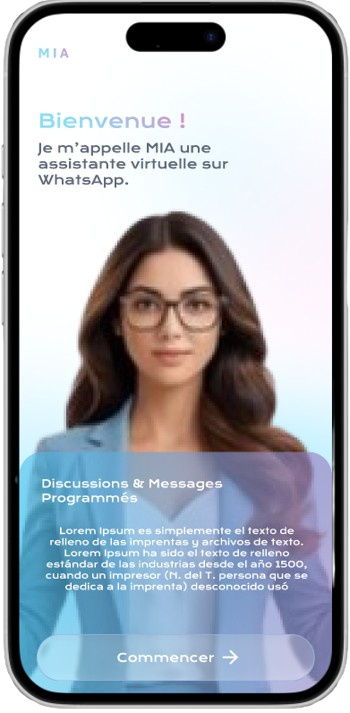 MIA
Bienvenue !
Je m'appelle MIA une
assistante virtuelle sur
WhatsApp.
Discussions & Messages
Programmés
Lorem Ipsum es simplemente el texto de
relleno de las imprentas y archivos de texto.
Lorem Ipsum ha sido el texto de relleno
estándar de las industrias desde el año 1500,
cuando un impresor (N. del T. persona que se
dedica a la imprenta) desconocido usó
Commencer →